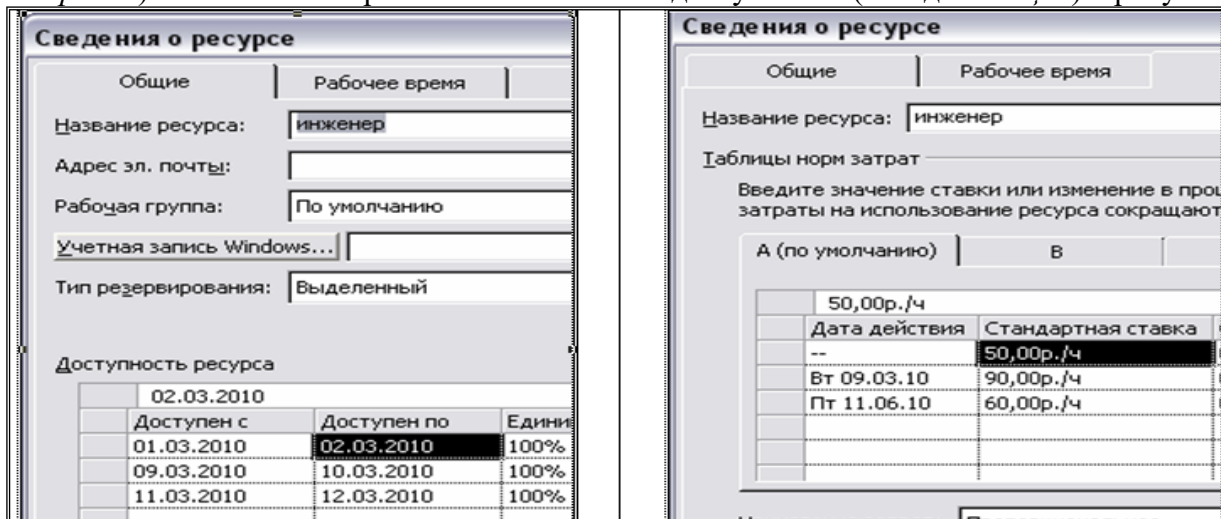 Сведения о ресурсе
Общие Рабочее время
Название ресурса: инженер
Адрес эл. почты:
Рабочая группа: По умолчанию
Учетная запись Windows...
Тип резервирования: Выделенный
Доступность ресурса
02.03.2010
Доступен с Доступен по Едини
01.03.2010 02.03.2010 100%
09.03.2010 10.03.2010 100%
11.03.2010 12.03.2010 100%
Сведения о ресурсе
Общие Рабочее время
Название ресурса: инженер
Таблицы норм затрат
Введите значение ставки или изменение в проц
затраты на использование ресурса сокращают
A (по умолчанию) B
50,00р./ч
Дата действия Стандартная ставка
-- 50,00р./ч
Вт 09.03.10 90,00р./ч
Пт 11.06.10 60,00р./ч